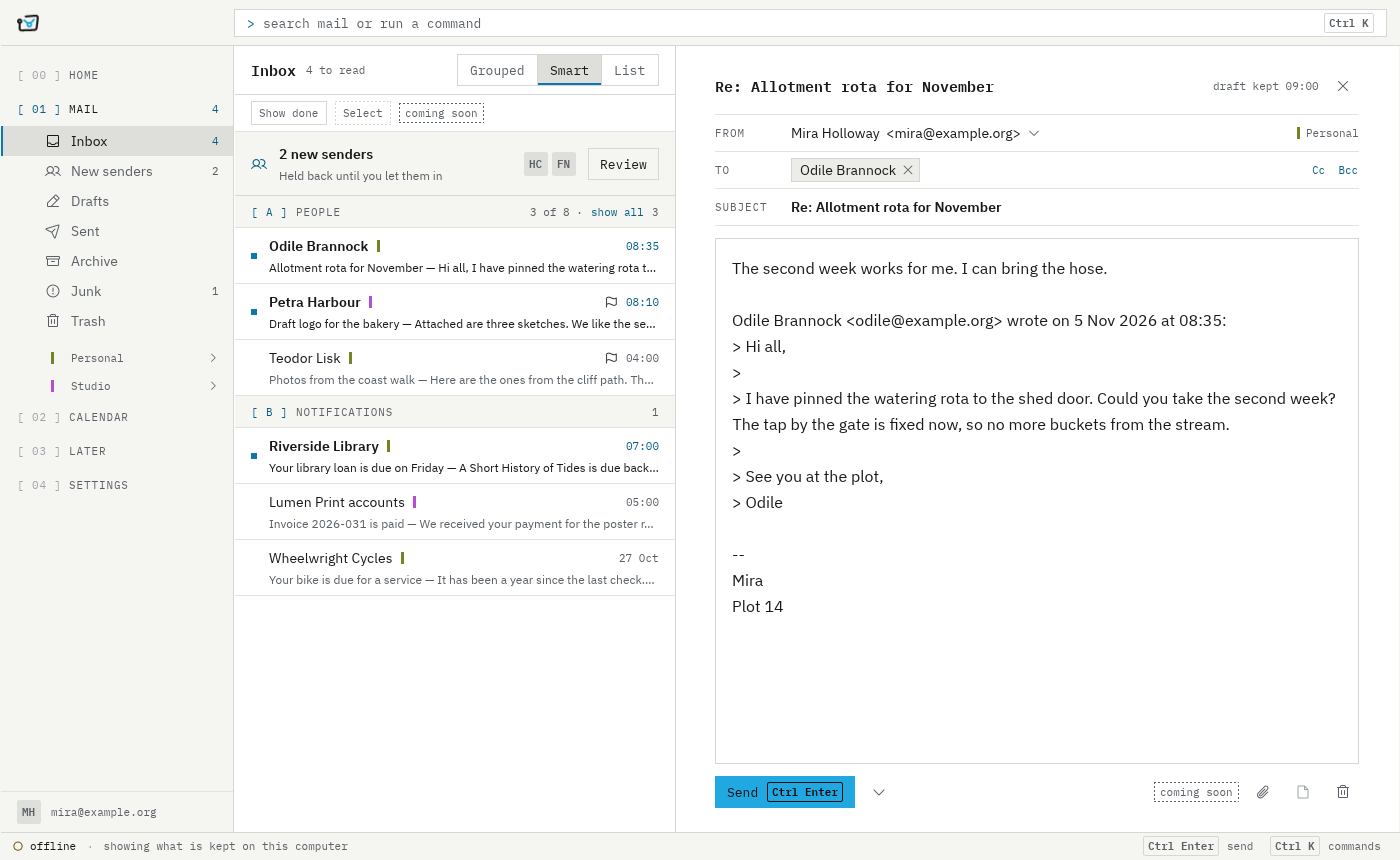 > search mail or run a command
Ctrl K
[ 00 ] HOME
[ 01 ] MAIL 4
Inbox 4
New senders 2
Drafts
Sent
Archive
Junk 1
Trash
Personal
Studio
[ 02 ] CALENDAR
[ 03 ] LATER
[ 04 ] SETTINGS
MH mira@example.org
Inbox 4 to read
Grouped Smart List
Show done Select coming soon
2 new senders
Held back until you let them in
HC FN Review
[ A ] PEOPLE 3 of 8 · show all 3
Odile Brannock 08:35
Allotment rota for November — Hi all, I have pinned the watering rota t…
Petra Harbour 08:10
Draft logo for the bakery — Attached are three sketches. We like the se…
Teodor Lisk 04:00
Photos from the coast walk — Here are the ones from the cliff path. Th…
[ B ] NOTIFICATIONS 1
Riverside Library 07:00
Your library loan is due on Friday — A Short History of Tides is due back…
Lumen Print accounts 05:00
Invoice 2026-031 is paid — We received your payment for the poster r…
Wheelwright Cycles 27 Oct
Your bike is due for a service — It has been a year since the last check.…
Re: Allotment rota for November draft kept 09:00
FROM Mira Holloway <mira@example.org> Personal
TO Odile Brannock Cc Bcc
SUBJECT Re: Allotment rota for November
The second week works for me. I can bring the hose.
Odile Brannock <odile@example.org> wrote on 5 Nov 2026 at 08:35:
> Hi all,
>
> I have pinned the watering rota to the shed door. Could you take the second week?
The tap by the gate is fixed now, so no more buckets from the stream.
>
> See you at the plot,
> Odile
--
Mira
Plot 14
Send Ctrl Enter coming soon
offline · showing what is kept on this computer
Ctrl Enter send Ctrl K commands